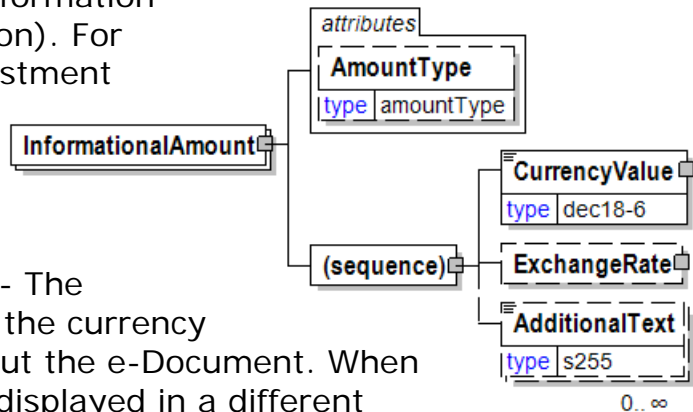 formation
on). For
stment
attributes
AmountType
type amountType
InformationalAmount
CurrencyValue
type dec18-6
(sequence)
ExchangeRate
- The
the currency
AdditionalText
ut the e-Document. When
type s255
displayed in a different
0.. ∞